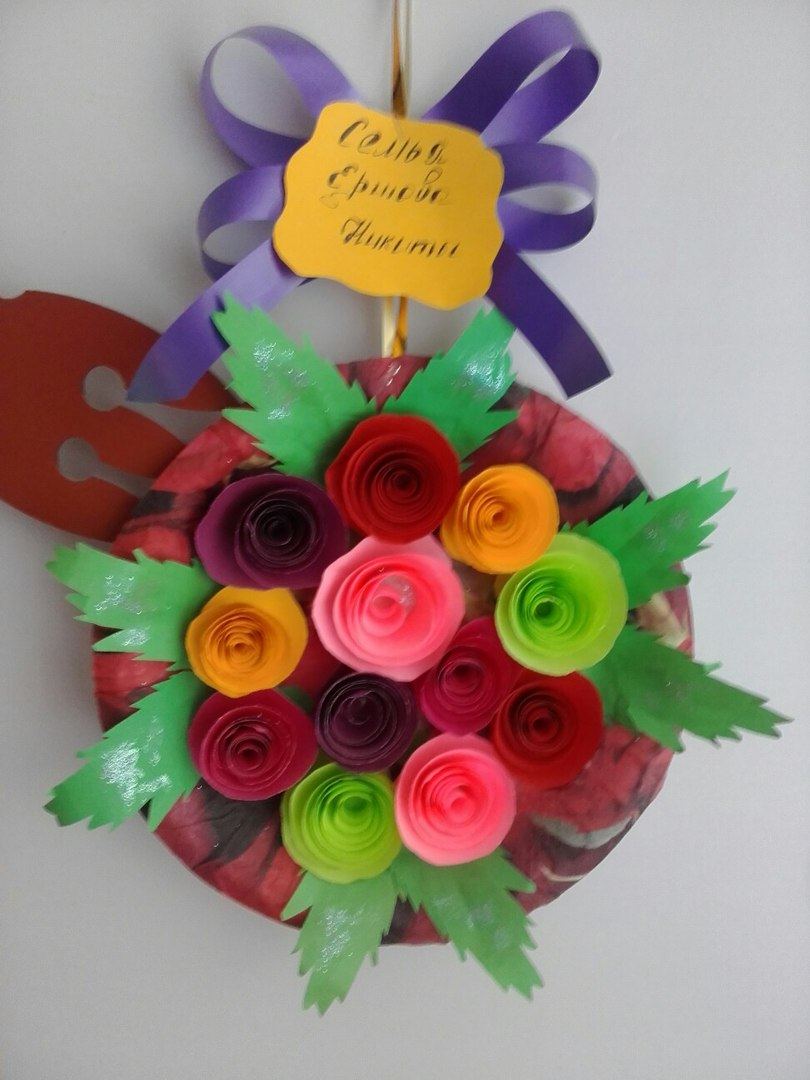 Семья
Ершова
Никиты